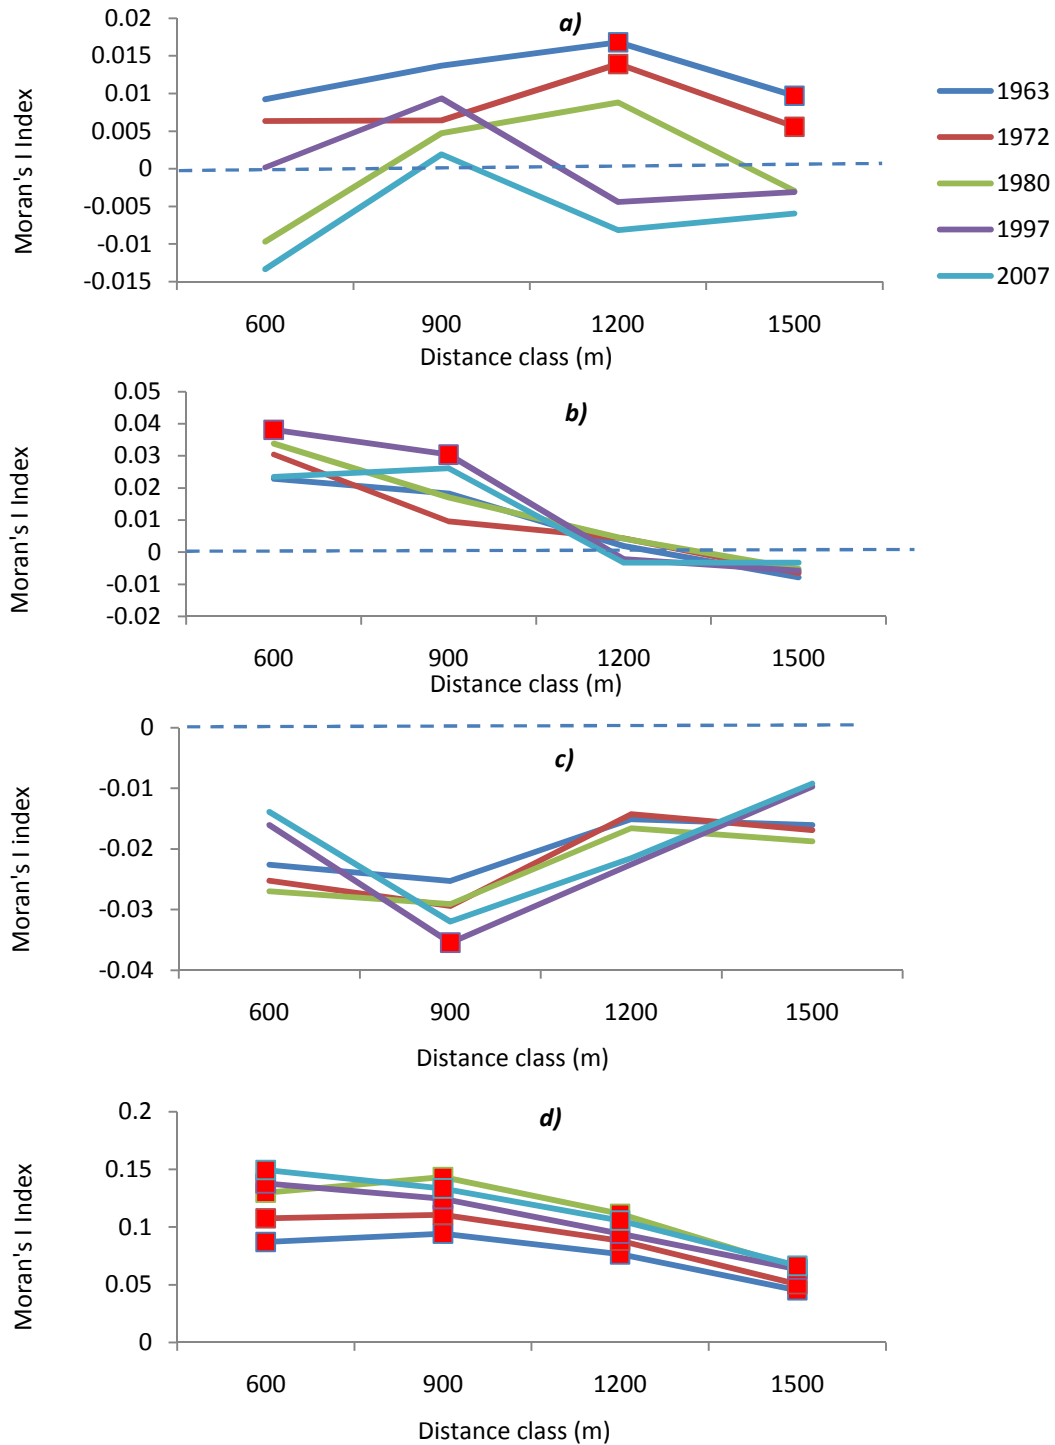 a)
0.02
0.015
0.01
0.005
0
-0.005
-0.01
-0.015
Moran's I Index
600 900 1200 1500
Distance class (m)
1963
1972
1980
1997
2007
b)
0.05
0.04
0.03
0.02
0.01
0
-0.01
-0.02
Moran's I Index
600 900 1200 1500
Distance class (m)
c)
0
-0.01
-0.02
-0.03
-0.04
Moran's I index
600 900 1200 1500
Distance class (m)
d)
0.2
0.15
0.1
0.05
0
Moran's I Index
600 900 1200 1500
Distance class (m)